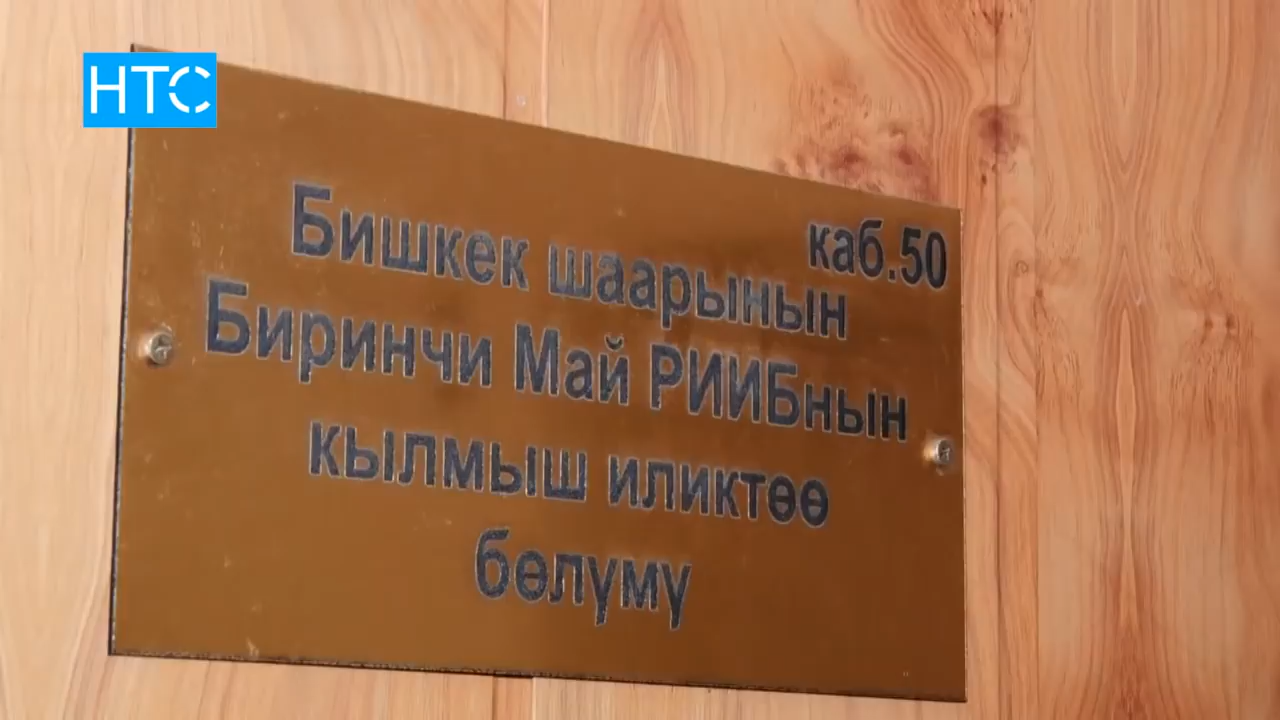 НТС
каб.50
Бишкек шаарынын
Биринчи Май РИИБнын
кылмыш иликтөө
бөлүмү